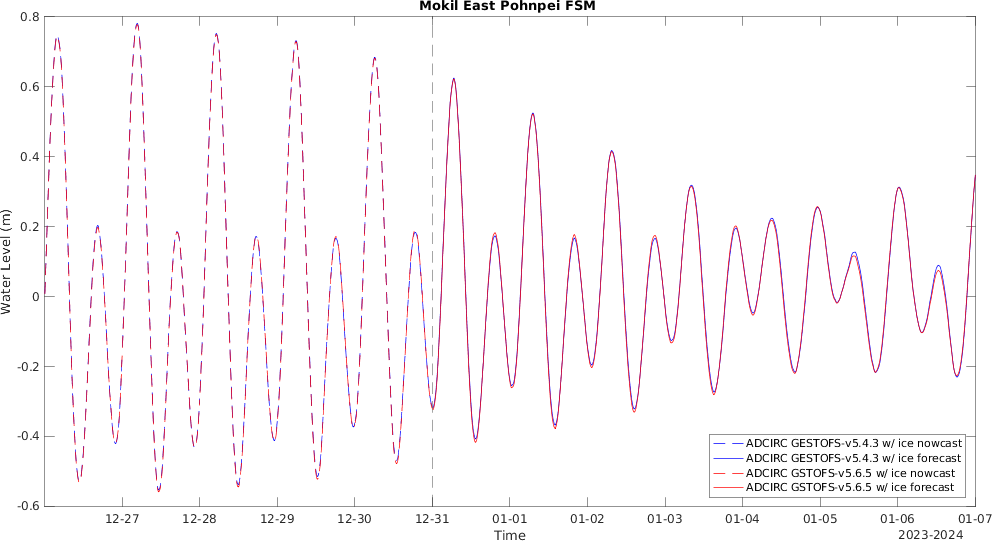 Mokil East Pohnpei FSM
0.8
0.6
0.4
0.2
0
-0.2
-0.4
-0.6
Water Level (m)
12-27 12-28 12-29 12-30 12-31 01-01 01-02 01-03 01-04 01-05 01-06 01-07
Time
2023-2024
ADCIRC GESTOFS-v5.4.3 w/ ice nowcast
ADCIRC GESTOFS-v5.4.3 w/ ice forecast
ADCIRC GSTOFS-v5.6.5 w/ ice nowcast
ADCIRC GSTOFS-v5.6.5 w/ ice forecast